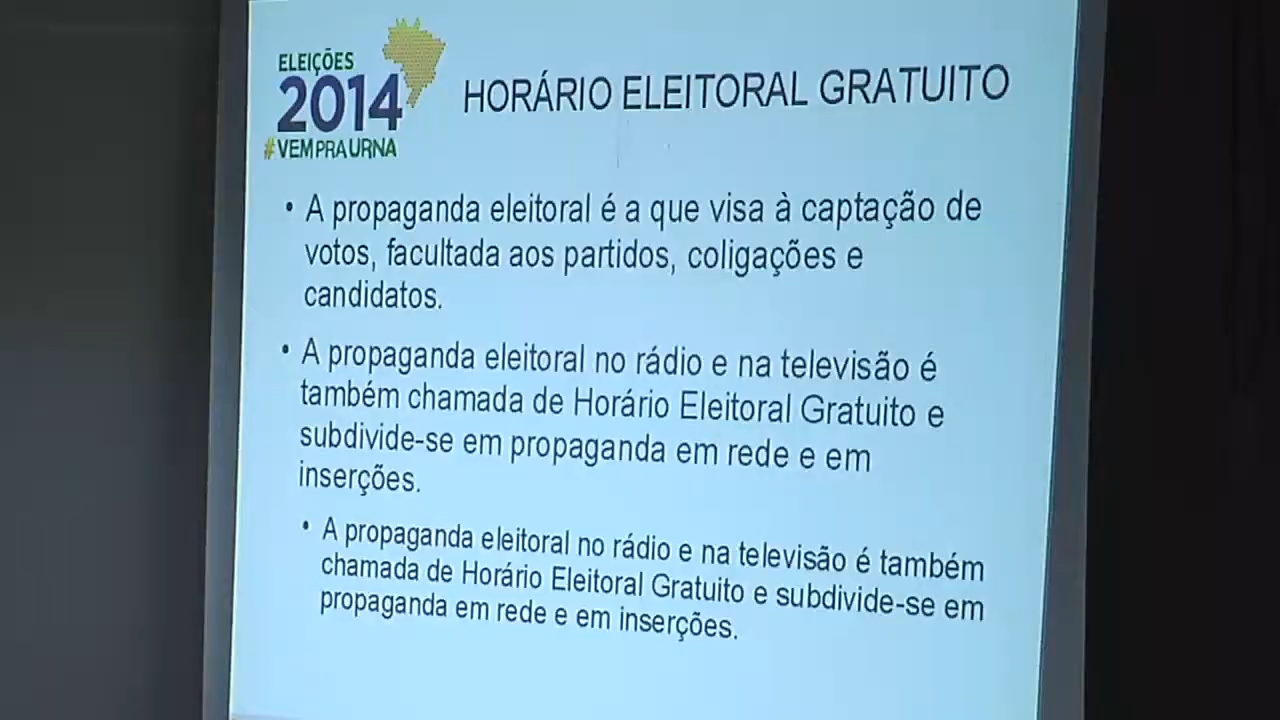 ELEIÇÕES
2014
#VEMPRAURNA
HORÁRIO ELEITORAL GRATUITO
• A propaganda eleitoral é a que visa à captação de
votos, facultada aos partidos, coligações e
candidatos.
• A propaganda eleitoral no rádio e na televisão é
também chamada de Horário Eleitoral Gratuito e
subdivide-se em propaganda em rede e em
inserções.
• A propaganda eleitoral no rádio e na televisão é também
chamada de Horário Eleitoral Gratuito e subdivide-se em
propaganda em rede e em inserções.